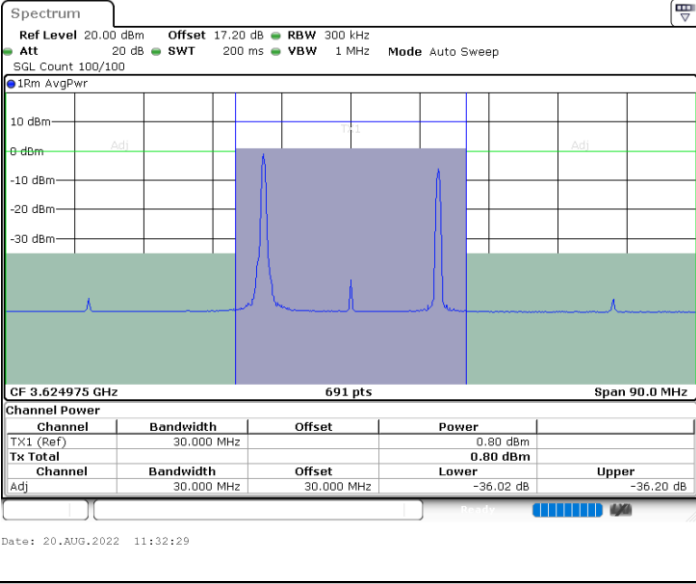 Spectrum
Ref Level 20.00 dBm Offset 17.20 dB RBW 300 kHz
Att 20 dB SWT 200 ms VBW 1 MHz Mode Auto Sweep
SGL Count 100/100
1Rm AvgPwr
10 dBm
TX1
Adj
Adj
0 dBm
-10 dBm
-20 dBm
-30 dBm
CF 3.624975 GHz 691 pts Span 90.0 MHz
Channel Power
Channel Bandwidth Offset Power
TX1 (Ref) 30.000 MHz 0.80 dBm
Tx Total 0.80 dBm
Channel Bandwidth Offset Lower Upper
Adj 30.000 MHz 30.000 MHz -36.02 dB -36.20 dB
Ready
Date: 20.AUG.2022 11:32:29